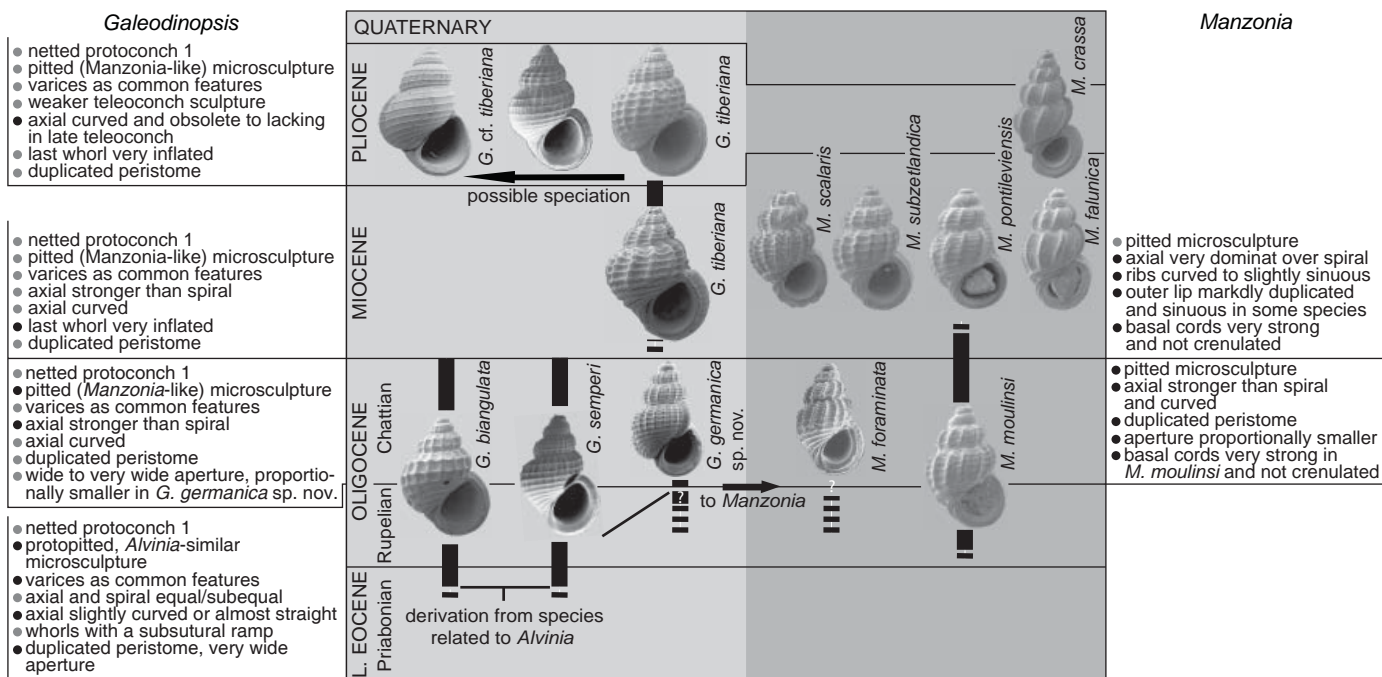 Galeodinopsis
netted protoconch 1
pitted (Manzonia-like) microsculpture
varices as common features
weaker teleoconch sculpture
axial curved and obsolete to lacking
in late teleoconch
last whorl very inflated
duplicated peristome
netted protoconch 1
pitted (Manzonia-like) microsculpture
varices as common features
axial stronger than spiral
axial curved
last whorl very inflated
duplicated peristome
netted protoconch 1
pitted (Manzonia-like) microsculpture
varices as common features
axial stronger than spiral
axial curved
duplicated peristome
wide to very wide aperture, proportio-
nally smaller in G. germanica sp. nov.
netted protoconch 1
protopitted, Alvinia-similar
microsculpture
varices as common features
axial and spiral equal/subequal
axial slightly curved or almost straight
whorls with a subsutural ramp
duplicated peristome, very wide
aperture
QUATERNARY
PLIOCENE
G. cf. tiberiana
G. tiberiana
possible speciation
M. crassa
MIOCENE
G. tiberiana
M. scalaris
M. subzetlandica
M. pontileviensis
M. falunica
OLIGOCENE
Chattian
Rupelian
G. biangulata
G. semperi
G. germanica
sp. nov.
M. foraminata
M. moulinsi
?
to Manzonia
?
L. EOCENE
Priabonian
derivation from species
related to Alvinia
Manzonia
pitted microsculpture
axial very dominat over spiral
ribs curved to slightly sinuous
outer lip markdly duplicated
and sinuous in some species
basal cords very strong
and not crenulated
pitted microsculpture
axial stronger than spiral
and curved
duplicated peristome
aperture proportionally smaller
basal cords very strong in
M. moulinsi and not crenulated